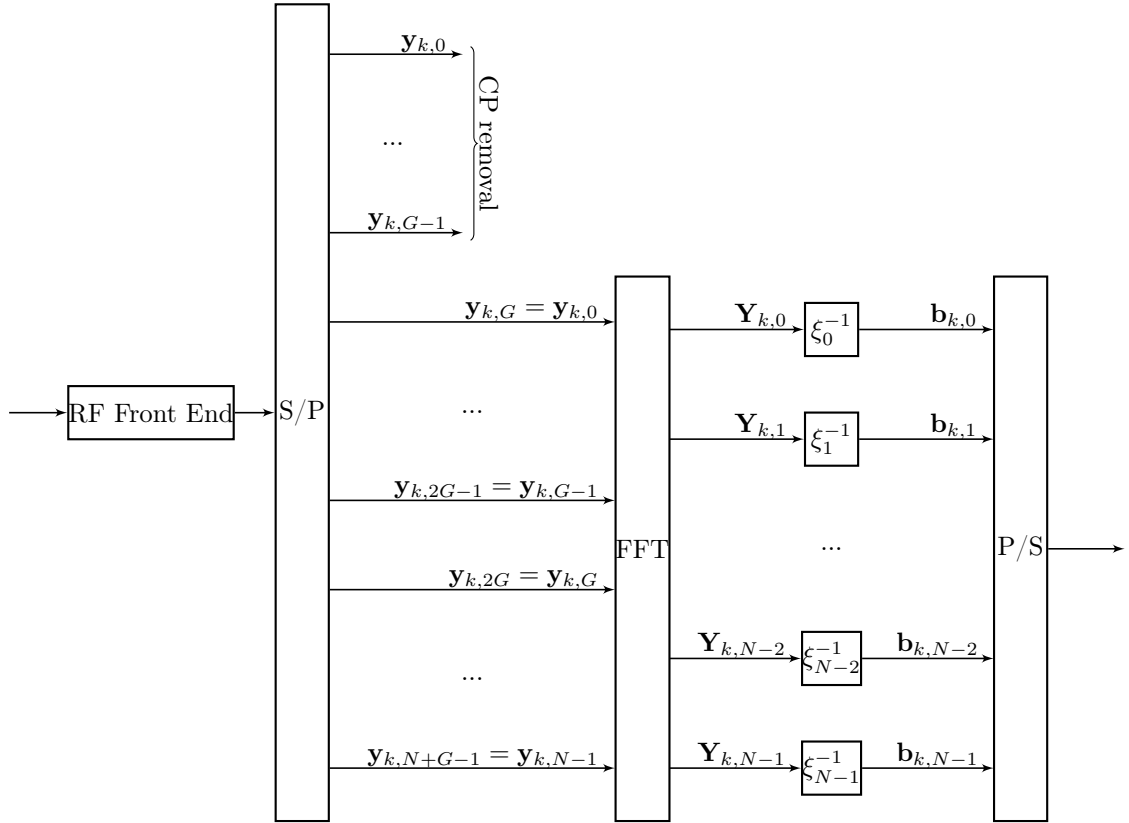 RF Front End
S/P
y_{k,0}
...
y_{k,G−1}
CP removal
y_{k,G} = y_{k,0}
...
y_{k,2G−1} = y_{k,G−1}
y_{k,2G} = y_{k,G}
...
y_{k,N+G−1} = y_{k,N−1}
FFT
Y_{k,0}
ξ_0^{−1}
b_{k,0}
Y_{k,1}
ξ_1^{−1}
b_{k,1}
...
Y_{k,N−2}
ξ_{N−2}^{−1}
b_{k,N−2}
Y_{k,N−1}
ξ_{N−1}^{−1}
b_{k,N−1}
P/S